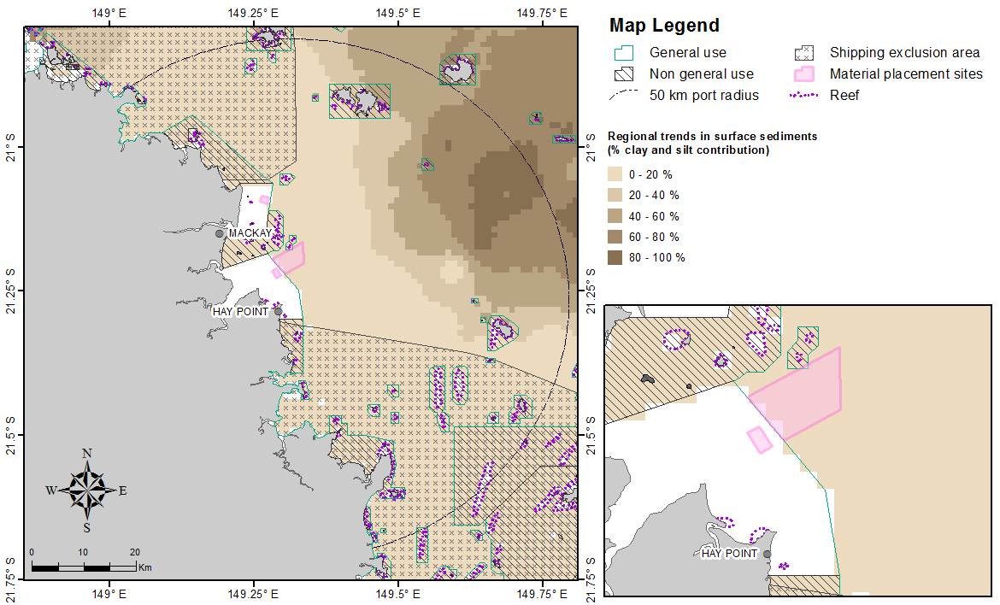 149° E
149.25° E
149.5° E
149.75° E
21° S
21.25° S
21.5° S
21.75° S
21° S
21.25° S
21.5° S
21.75° S
MACKAY
HAY POINT
N
W
E
S
0
10
20
Km
149° E
149.25° E
149.5° E
149.75° E
Map Legend
General use
Non general use
50 km port radius
Shipping exclusion area
Material placement sites
Reef
Regional trends in surface sediments
(% clay and silt contribution)
0 - 20 %
20 - 40 %
40 - 60 %
60 - 80 %
80 - 100 %
HAY POINT